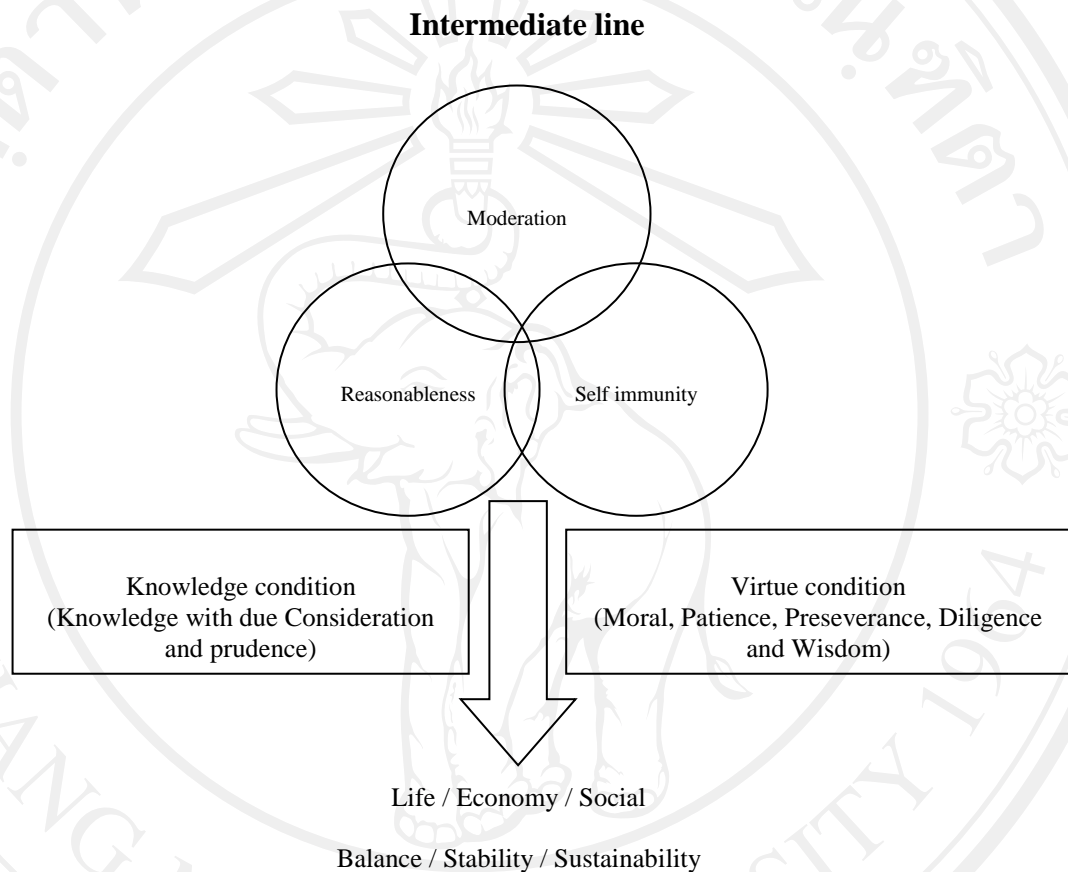 Intermediate line
Moderation
Reasonableness
Self immunity
Knowledge condition
(Knowledge with due Consideration
and prudence)
Virtue condition
(Moral, Patience, Preseverance, Diligence
and Wisdom)
Life / Economy / Social
Balance / Stability / Sustainability
1964